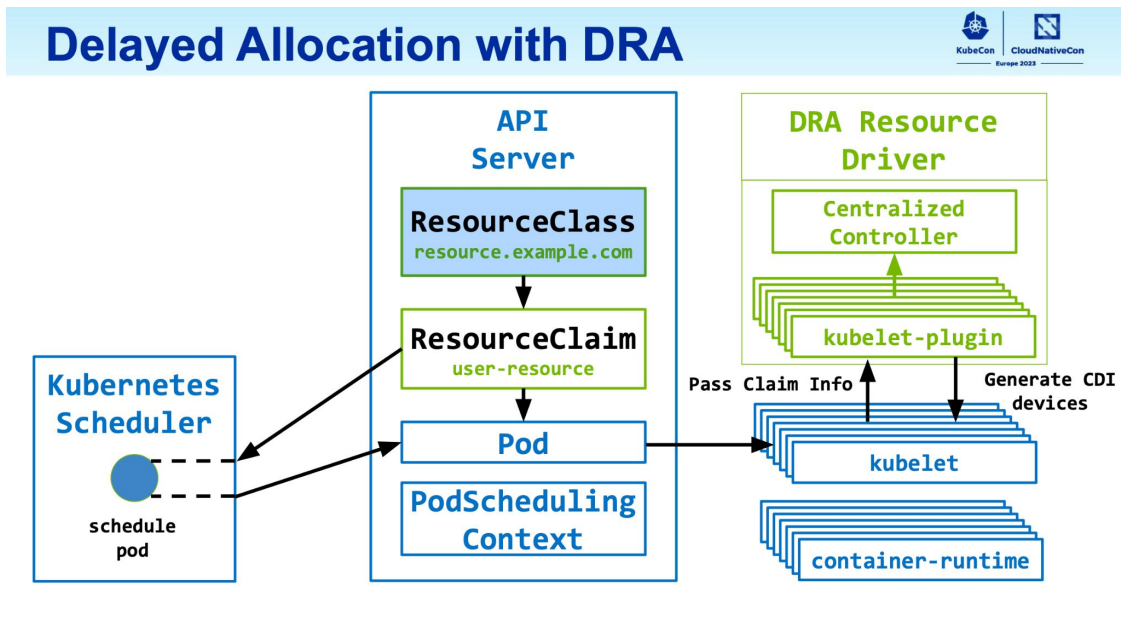 Delayed Allocation with DRA
KubeCon
CloudNativeCon
Europe 2023
API
Server
ResourceClass
resource.example.com
ResourceClaim
user-resource
Pod
PodScheduling
Context
Kubernetes
Scheduler
schedule
pod
DRA Resource
Driver
Centralized
Controller
kubelet-plugin
Pass Claim Info
Generate CDI
devices
kubelet
container-runtime